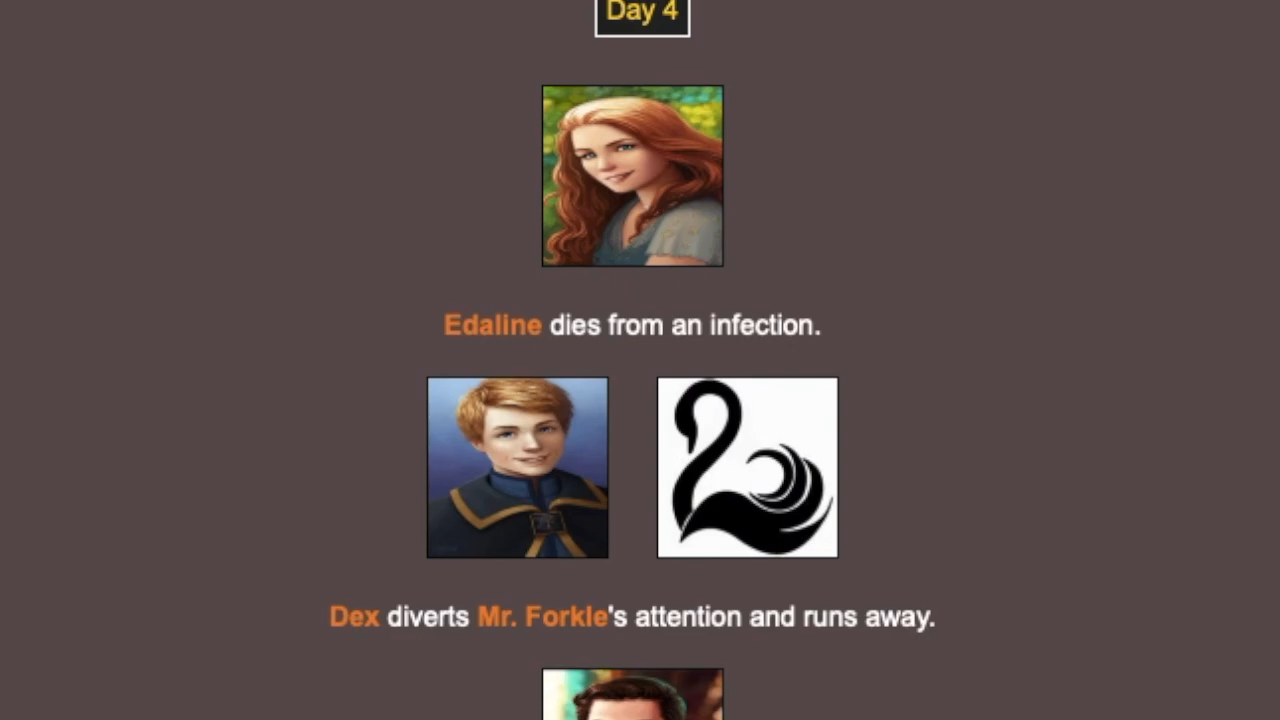 Day 4
Edaline dies from an infection.
Dex diverts Mr. Forkle's attention and runs away.